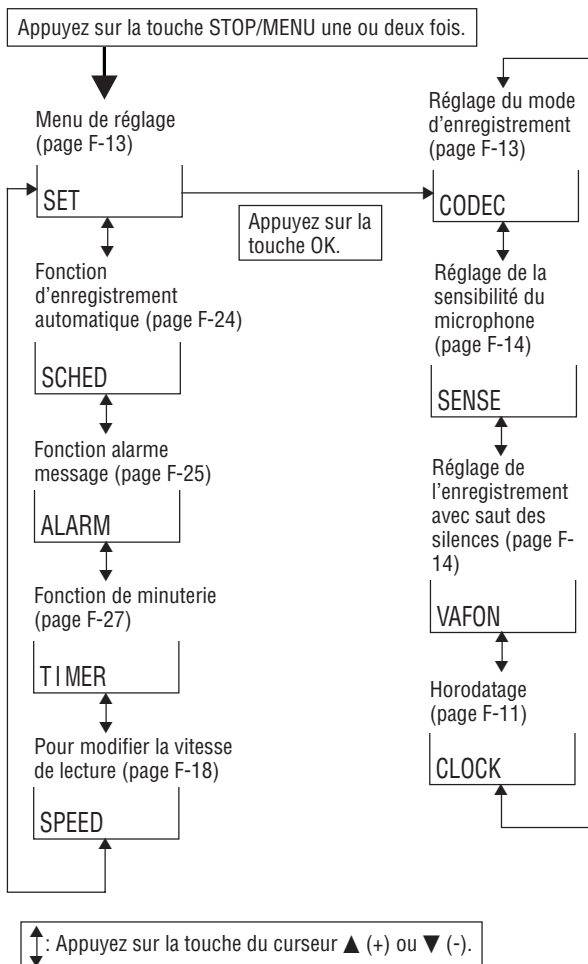 Appuyez sur la touche STOP/MENU une ou deux fois.
Menu de réglage
(page F-13)
SET
Appuyez sur la
touche OK.
Fonction
d'enregistrement
automatique (page F-24)
SCHED
Fonction alarme
message (page F-25)
ALARM
Fonction de minuterie
(page F-27)
TIMER
Pour modifier la vitesse
de lecture (page F-18)
SPEED
Réglage du mode
d'enregistrement
(page F-13)
CODEC
Réglage de la
sensibilité du
microphone
(page F-14)
SENSE
Réglage de
l'enregistrement
avec saut des
silences (page F-
14)
VAFON
Horodatage
(page F-11)
CLOCK
: Appuyez sur la touche du curseur ▲ (+) ou ▼ (-).